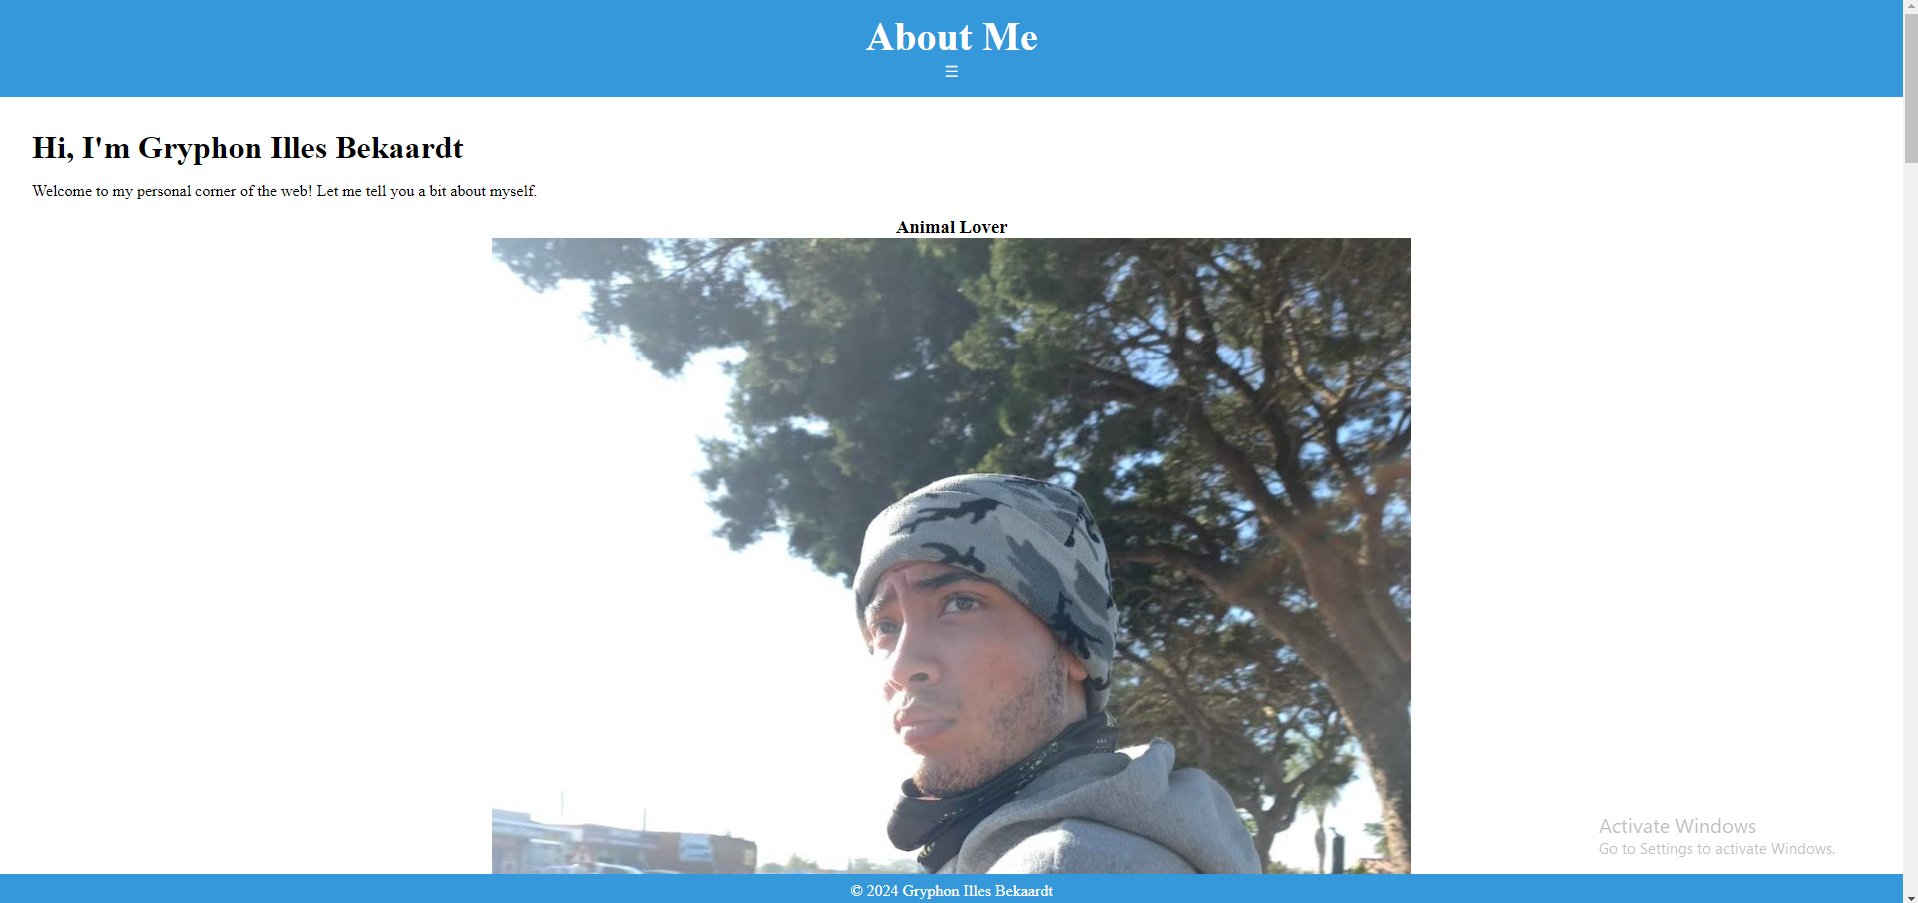 About Me
☰
Hi, I'm Gryphon Illes Bekaardt
Welcome to my personal corner of the web! Let me tell you a bit about myself.
Animal Lover
Activate Windows
Go to Settings to activate Windows.
© 2024 Gryphon Illes Bekaardt